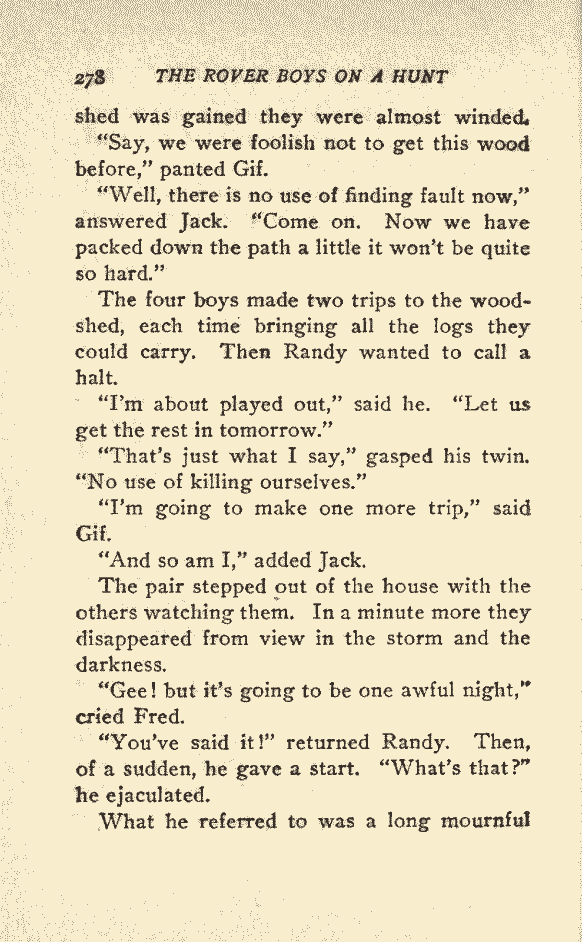 278 THE ROVER BOYS ON A HUNT
shed was gained they were almost winded.
"Say, we were foolish not to get this wood
before," panted Gif.
"Well, there is no use of finding fault now,"
answered Jack. "Come on. Now we have
packed down the path a little it won't be quite
so hard."
The four boys made two trips to the wood-
shed, each time bringing all the logs they
could carry. Then Randy wanted to call a
halt.
"I'm about played out," said he. "Let us
get the rest in tomorrow."
"That's just what I say," gasped his twin.
"No use of killing ourselves."
"I'm going to make one more trip," said
Gif.
"And so am I," added Jack.
The pair stepped out of the house with the
others watching them. In a minute more they
disappeared from view in the storm and the
darkness.
"Gee! but it's going to be one awful night,"
cried Fred.
"You've said it!" returned Randy. Then,
of a sudden, he gave a start. "What's that?"
he ejaculated.
What he referred to was a long mournful